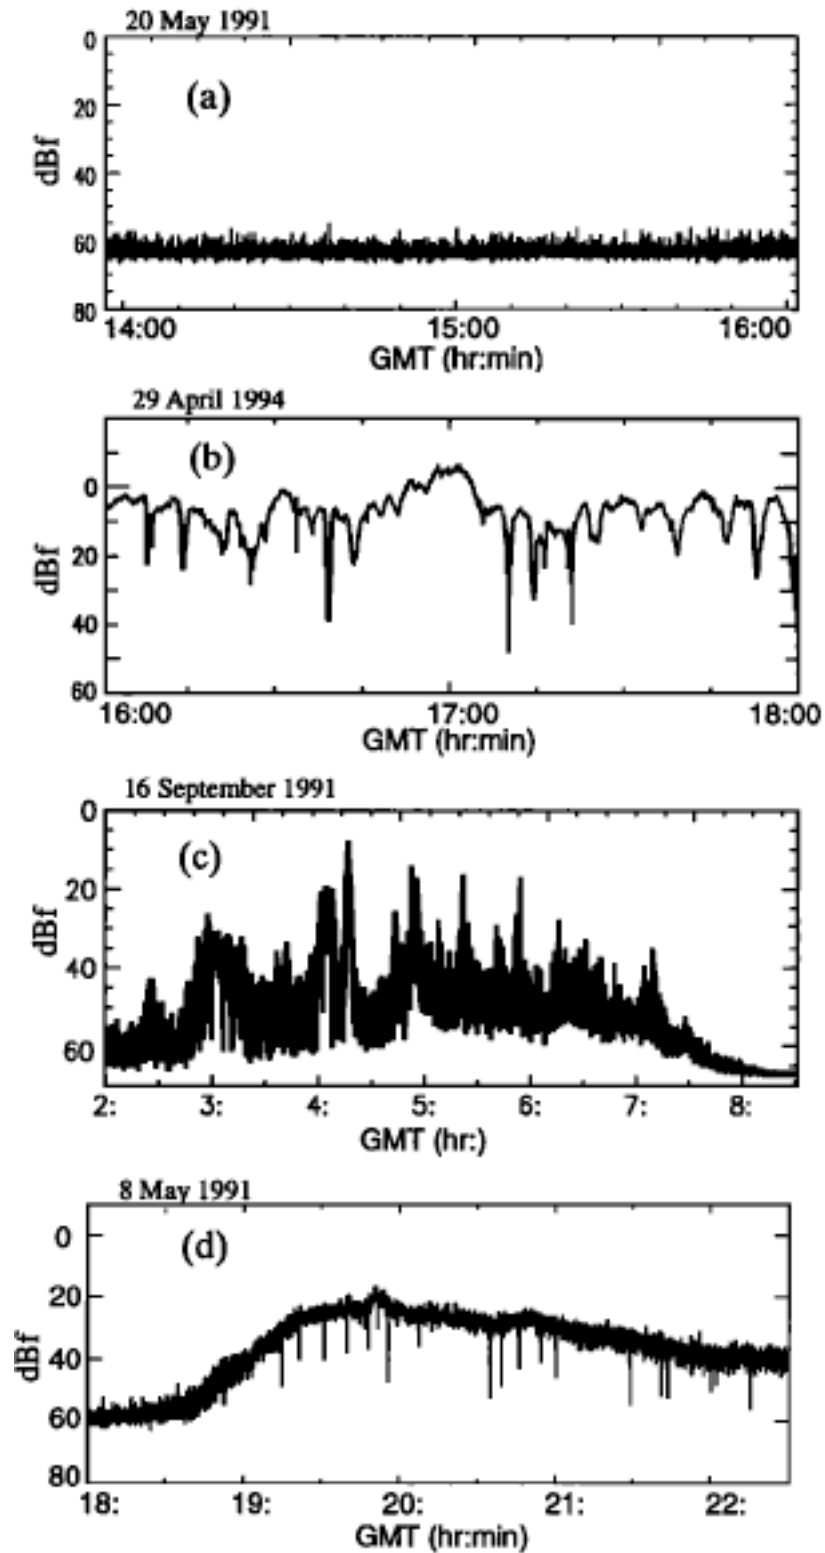 20 May 1991
0
(a)
20
dBf
40
60
80
14:00 15:00 16:00
GMT (hr:min)
29 April 1994
(b)
0
20
dBf
40
60
16:00 17:00 18:00
GMT (hr:min)
16 September 1991
0
(c)
20
dBf
40
60
2: 3: 4: 5: 6: 7: 8:
GMT (hr:)
8 May 1991
0
(d)
20
dBf
40
60
80
18: 19: 20: 21: 22:
GMT (hr:min)